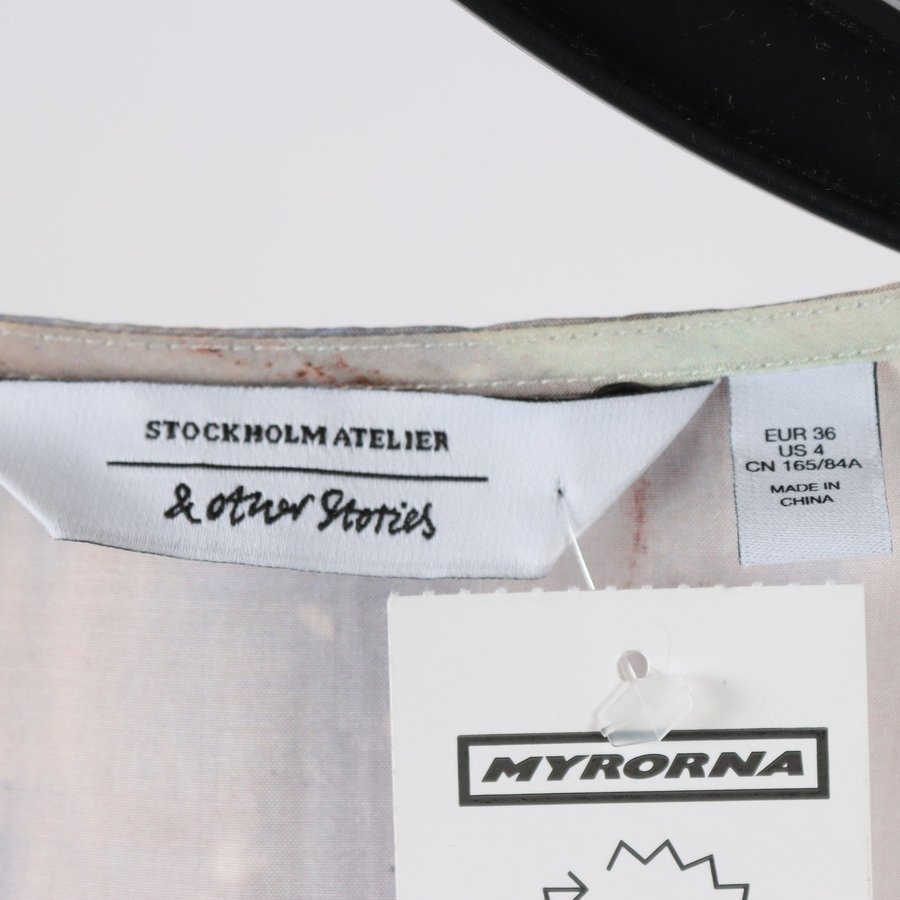 STOCKHOLM ATELIER
& other Stories
EUR 36
US 4
CN 165/84A
MADE IN
CHINA
MYRORNA